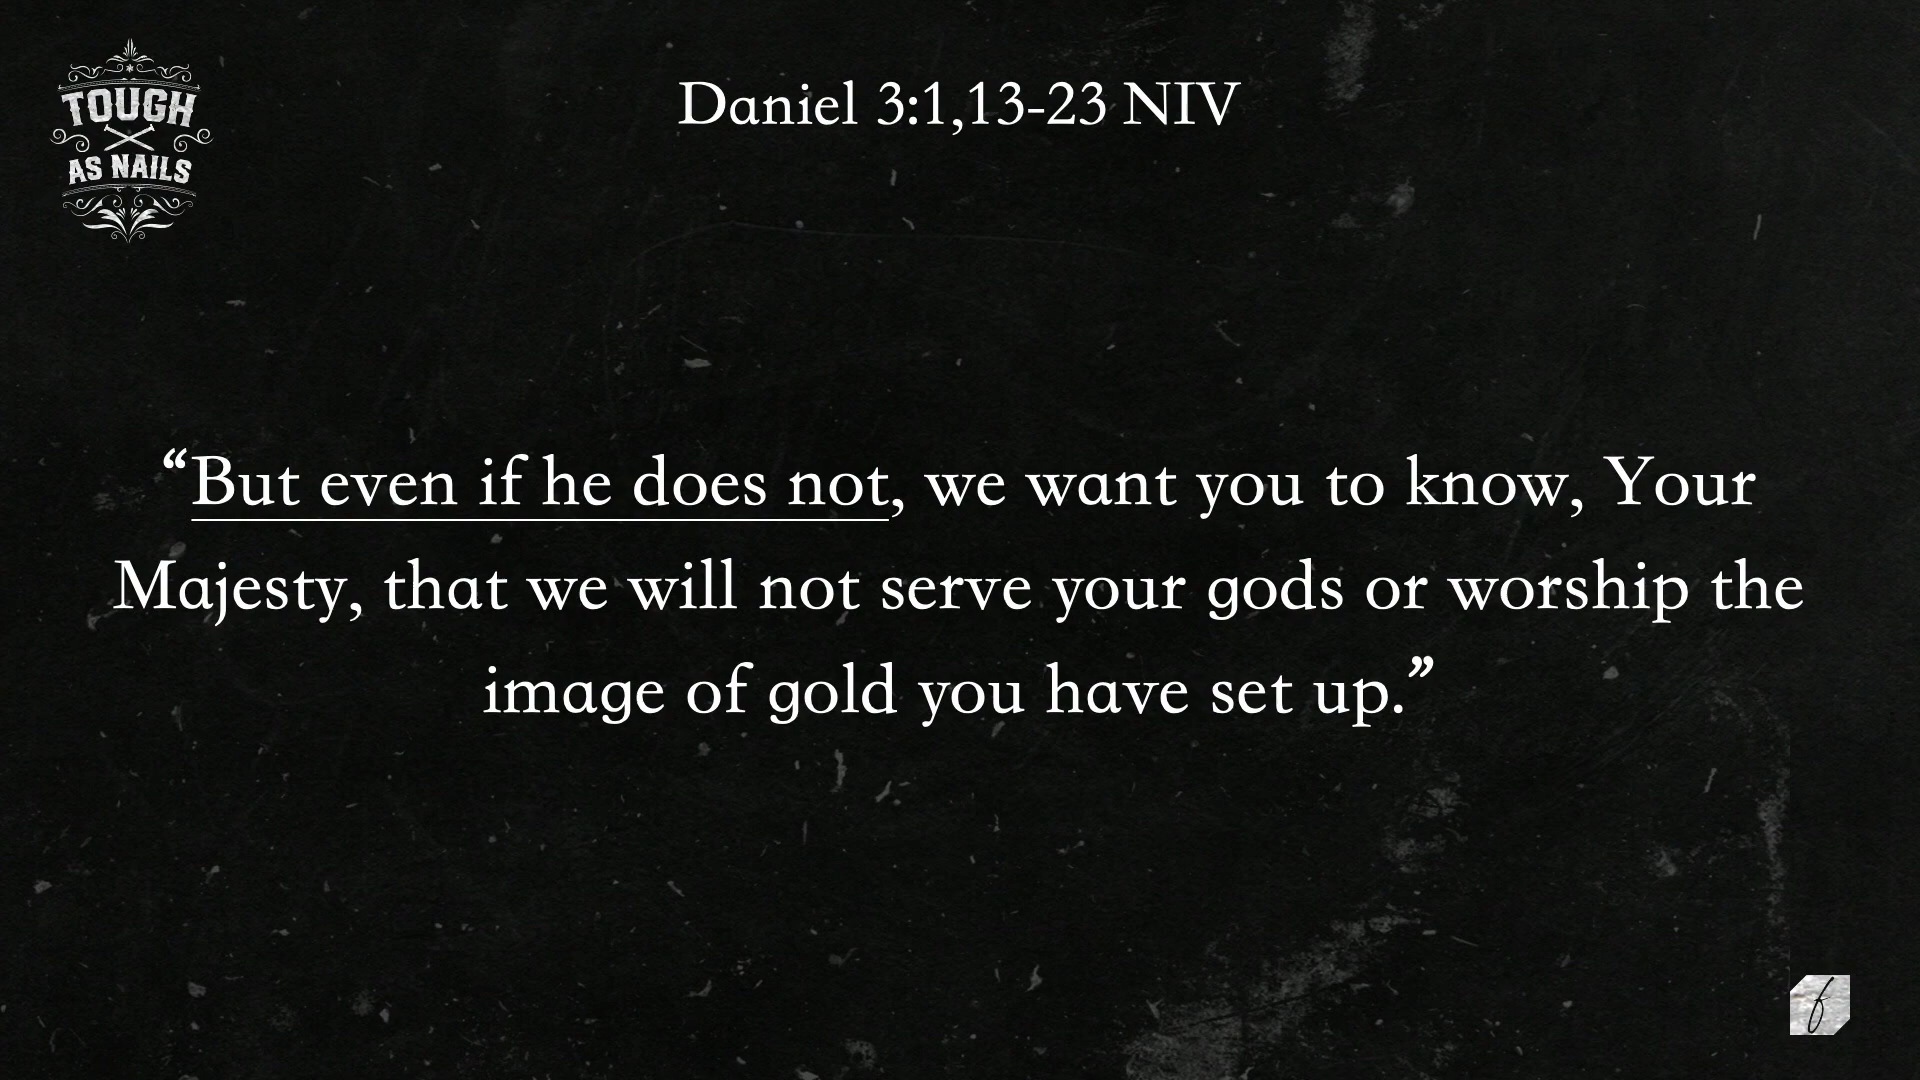 TOUGH
AS NAILS
Daniel 3:1,13-23 NIV
“But even if he does not, we want you to know, Your
Majesty, that we will not serve your gods or worship the
image of gold you have set up.”
f